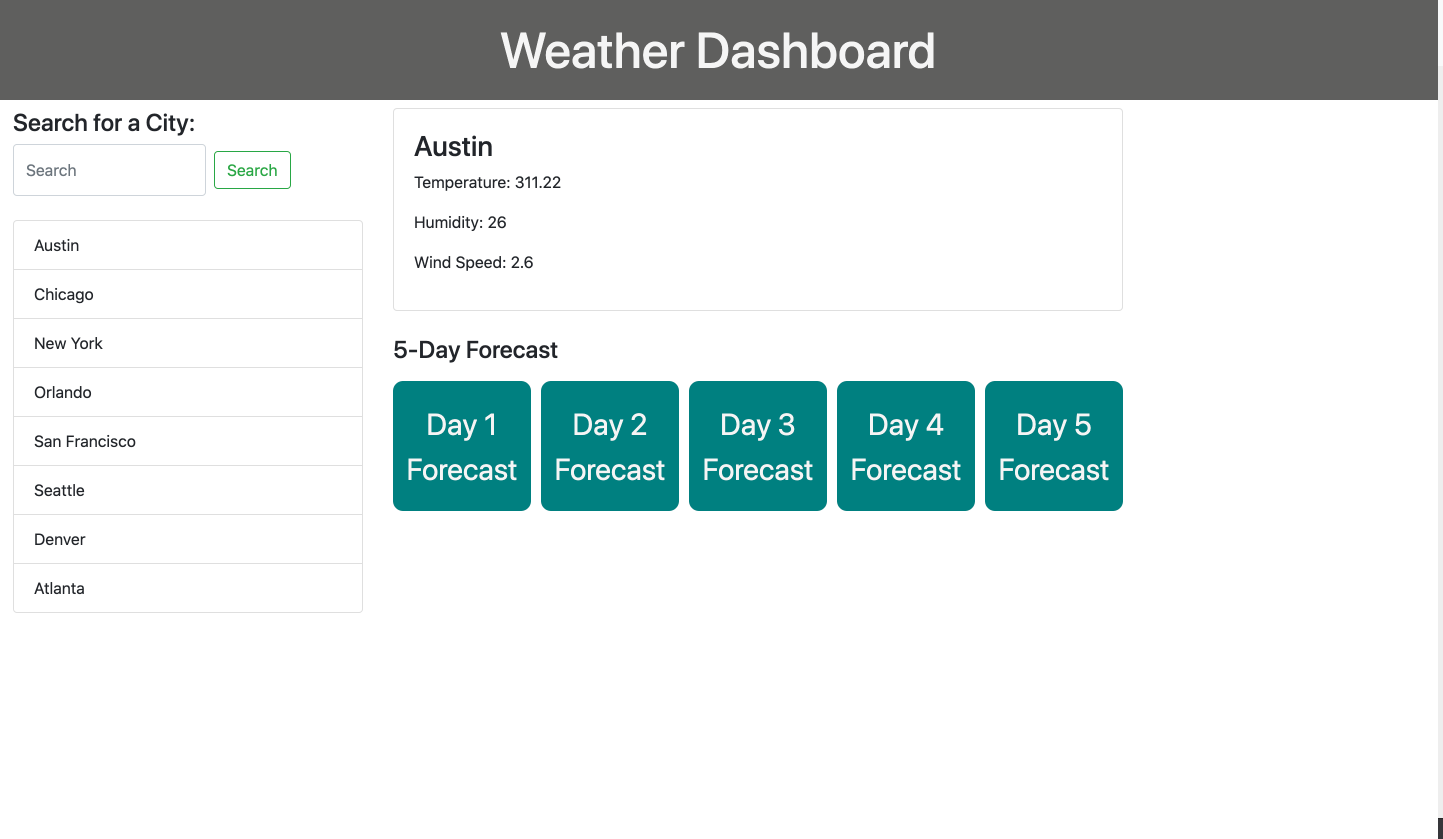 Weather Dashboard
Search for a City:
Search
Search
Austin
Chicago
New York
Orlando
San Francisco
Seattle
Denver
Atlanta
Austin
Temperature: 311.22
Humidity: 26
Wind Speed: 2.6
5-Day Forecast
Day 1
Forecast
Day 2
Forecast
Day 3
Forecast
Day 4
Forecast
Day 5
Forecast